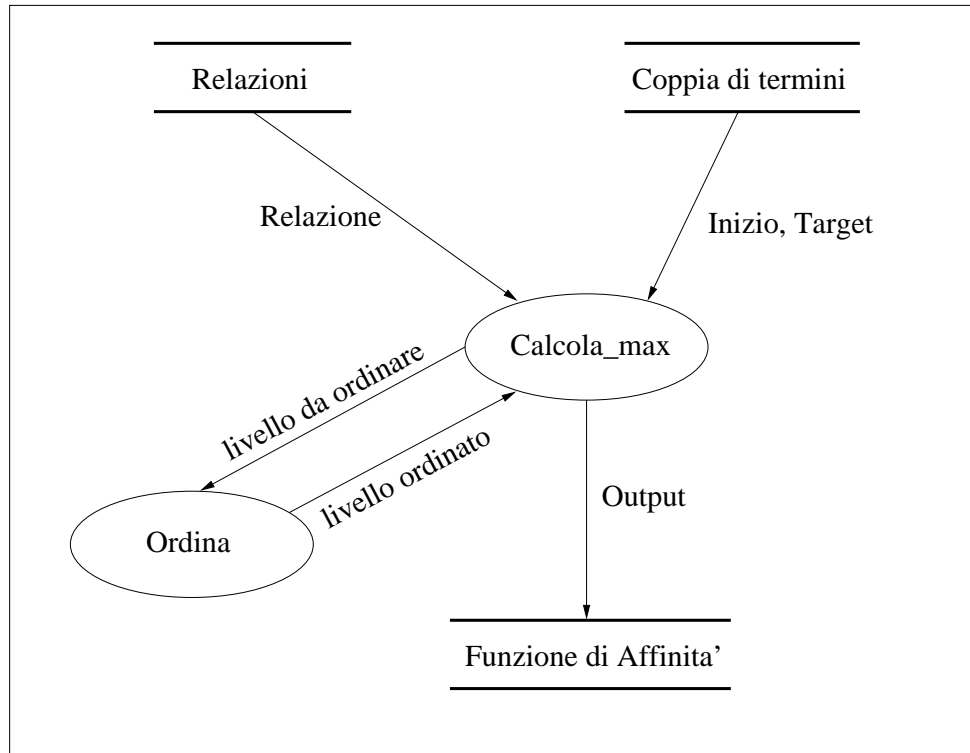 Relazioni
Coppia di termini
Relazione
Inizio, Target
Calcola_max
livello da ordinare
livello ordinato
Output
Ordina
Funzione di Affinita’